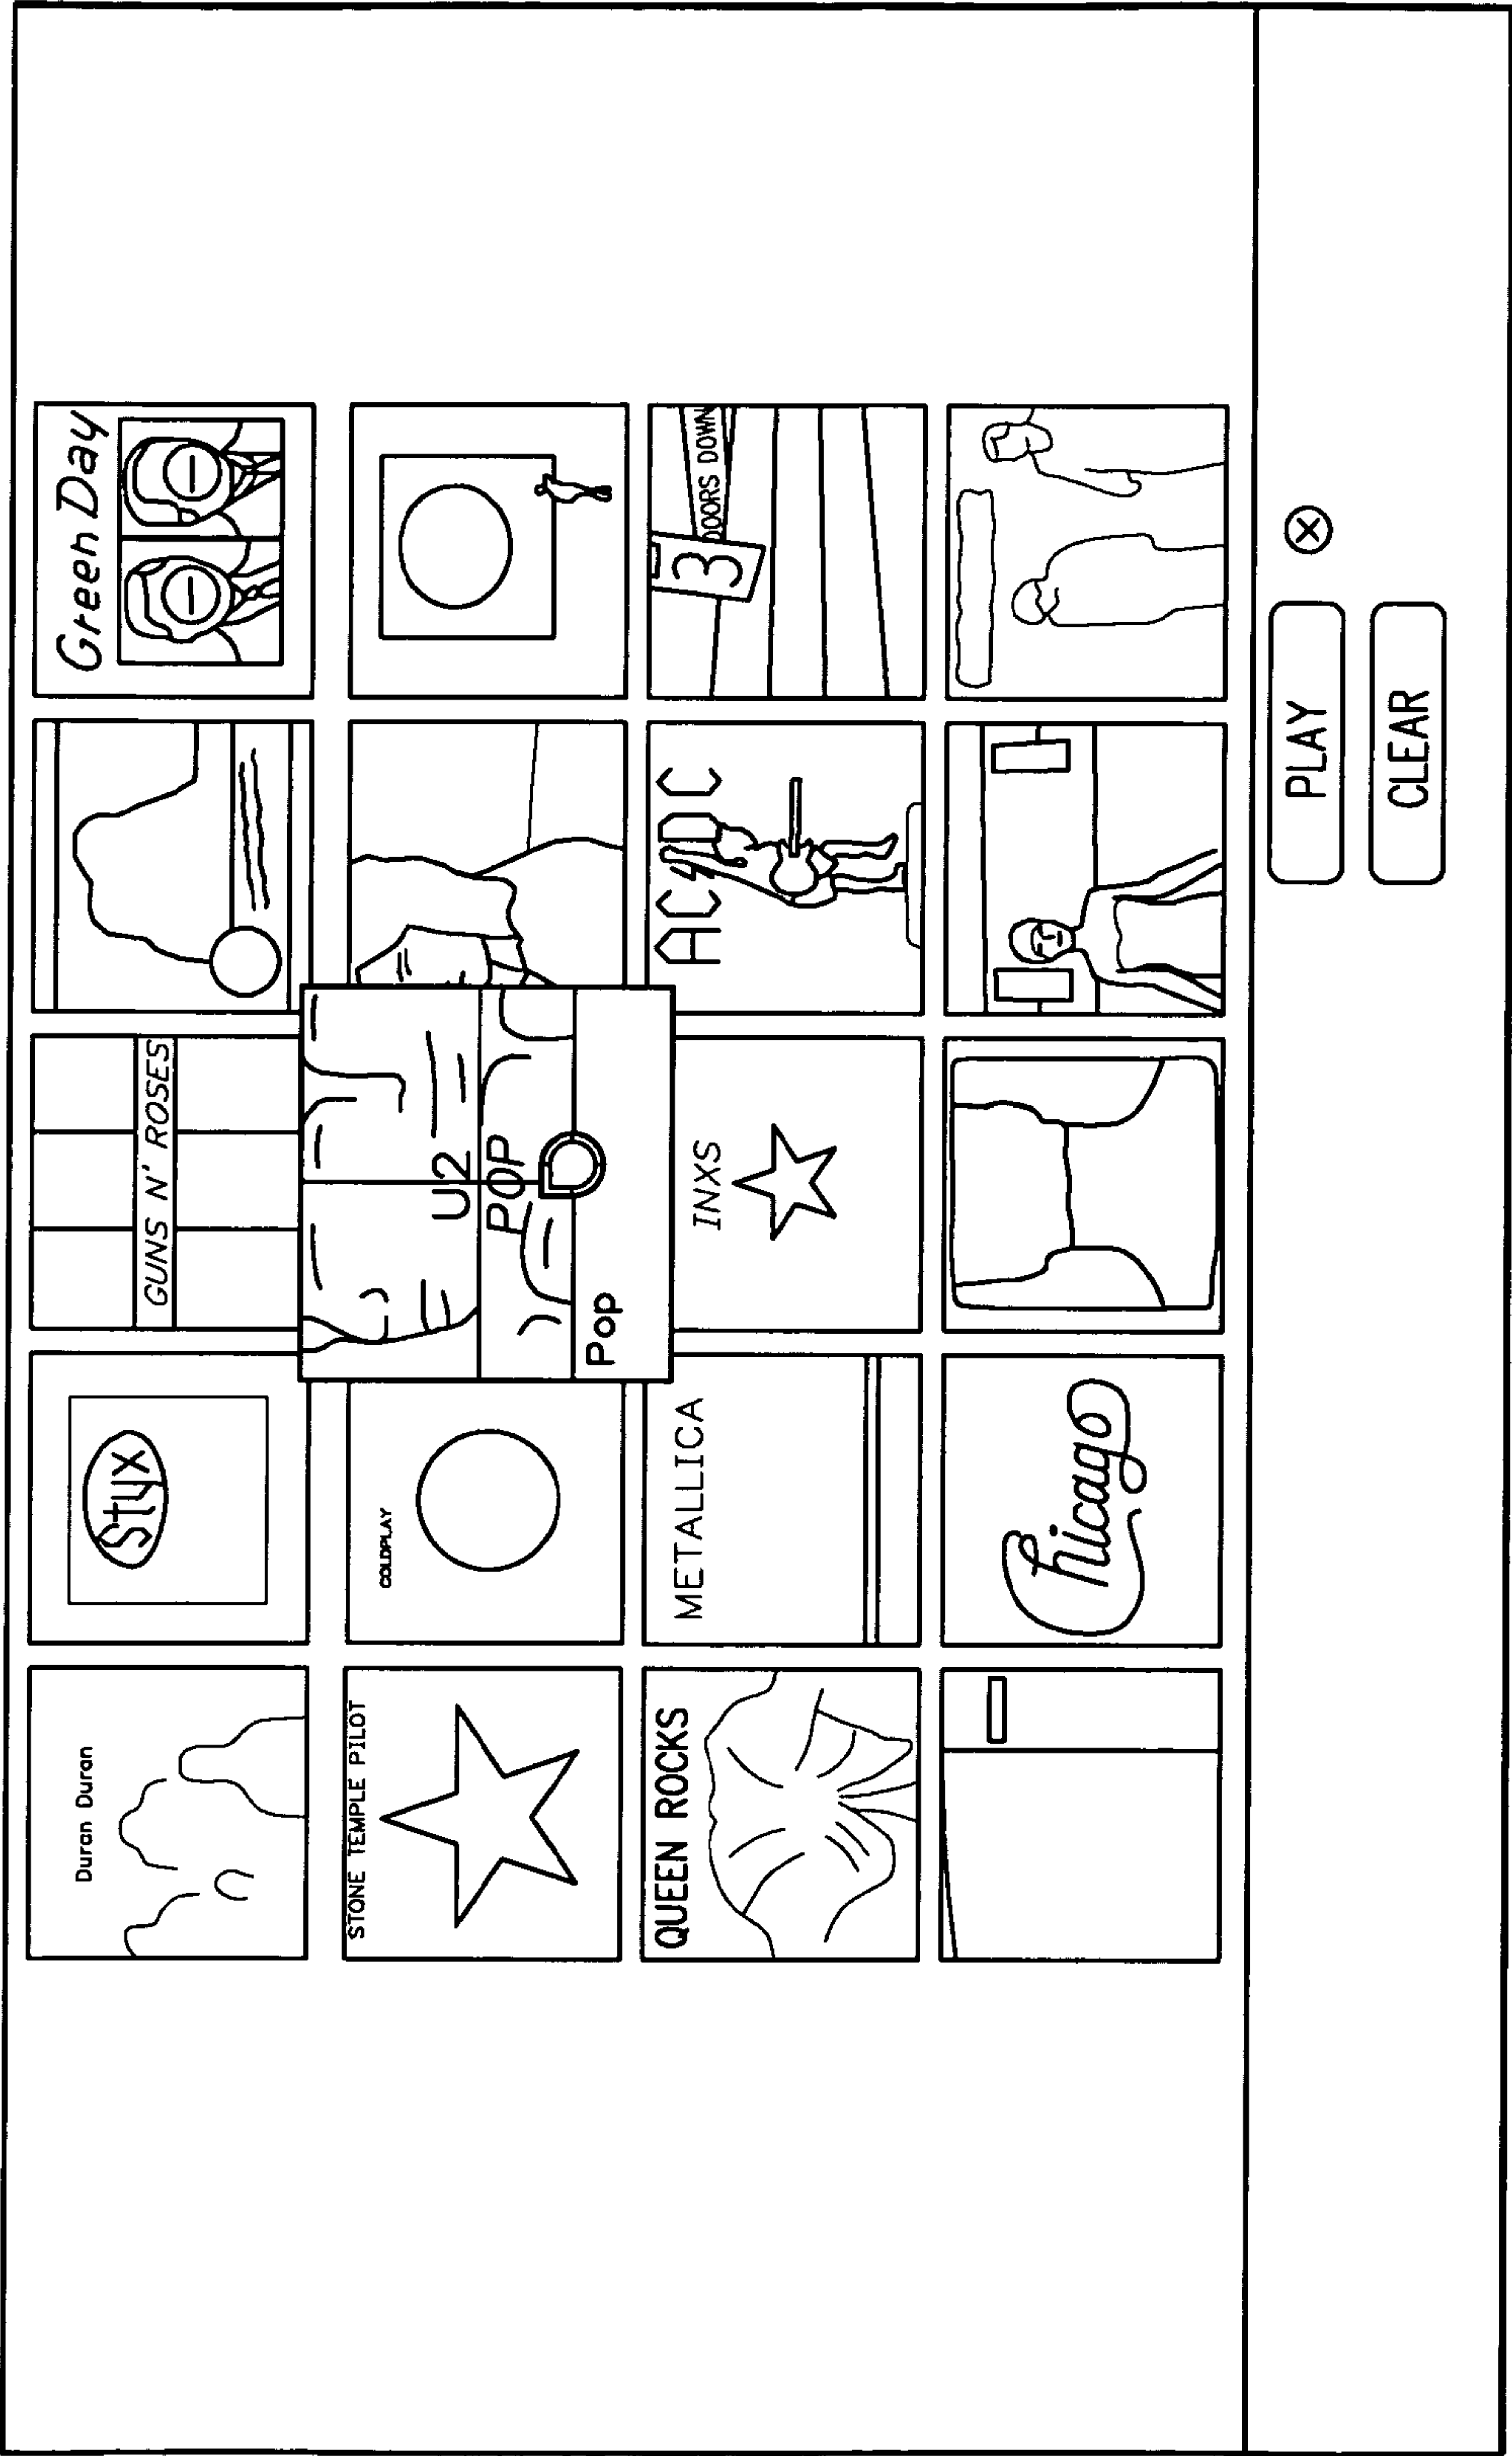 Duran Duran
Styx
GUNS N' ROSES
Green Day
STONE TEMPLE PILOT
COLDPLAY
U2
POP
Pop
QUEEN ROCKS
METALLICA
INXS
AC DC
3
DOORS DOWN
Chicago
PLAY
CLEAR